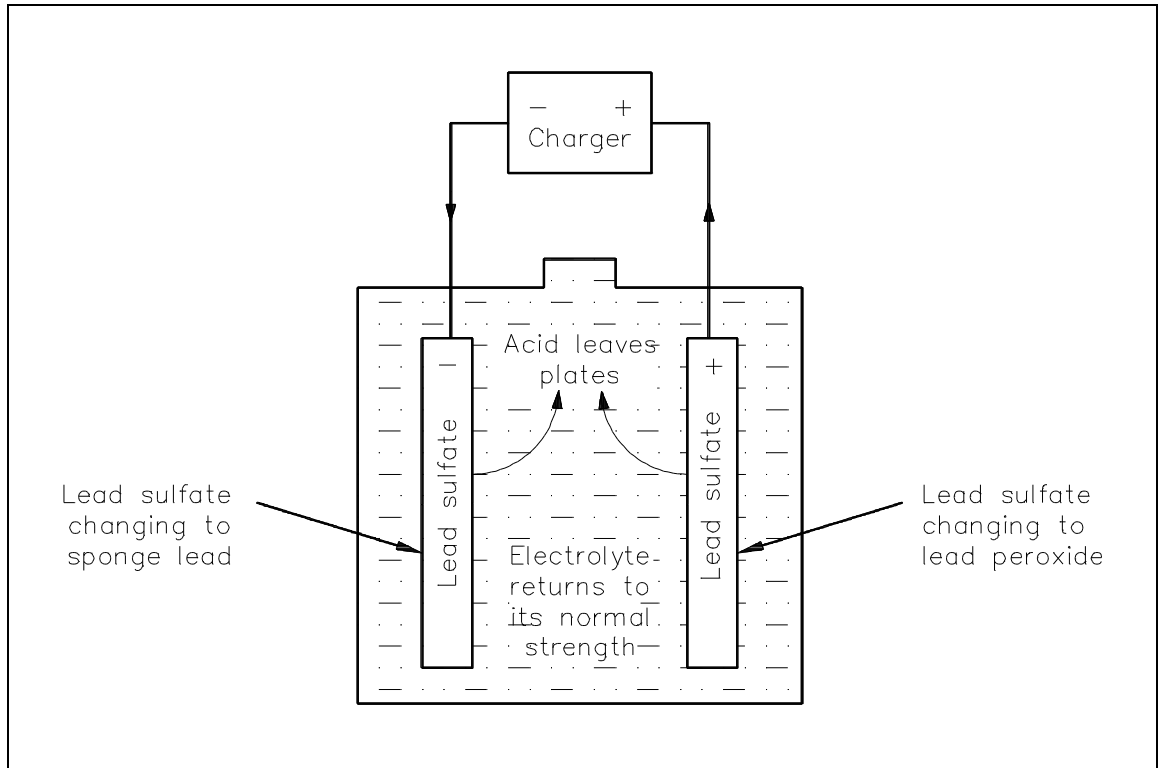 − +
Charger
Acid leaves
plates
−
Lead sulfate
+
Lead sulfate
Lead sulfate
changing to
sponge lead
Electrolyte
returns to
its normal
strength
Lead sulfate
changing to
lead peroxide